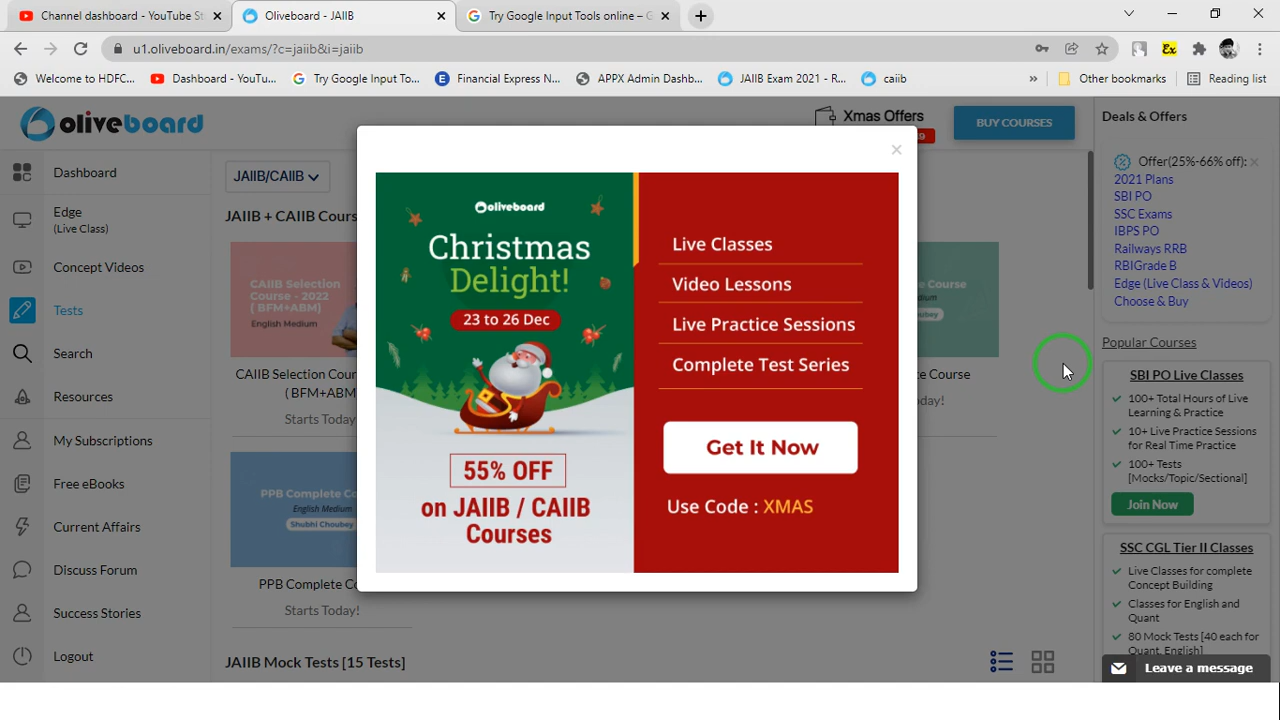 Channel dashboard - YouTube St
Oliveboard - JAIIB
Try Google Input Tools online – G
u1.oliveboard.in/exams/?c=jaiib&i=jaiib
Ex
Welcome to HDFC...
Dashboard - YouTu...
Try Google Input To...
E
Financial Express N...
APPX Admin Dashb...
JAIIB Exam 2021 - R...
caiib
»
Other bookmarks
Reading list
oliveboard
Xmas Offers
9
BUY COURSES
Deals & Offers
Dashboard
Edge
(Live Class)
Concept Videos
Tests
Search
Resources
My Subscriptions
Free eBooks
Current Affairs
Discuss Forum
Success Stories
Logout
JAIIB/CAIIB
JAIIB + CAIIB Cours
CAIIB Selection
Course - 2022
( BFM+ABM)
English Medium
CAIIB Selection Cour
( BFM+ABM
Starts Today
PPB Complete Co
English Medium
Shubhi Choubey
PPB Complete Co
Starts Today!
JAIIB Mock Tests [15 Tests]
oliveboard
Christmas
Delight!
23 to 26 Dec
55% OFF
on JAIIB / CAIIB
Courses
Live Classes
Video Lessons
Live Practice Sessions
Complete Test Series
Get It Now
Use Code : XMAS
e Course
edium
ubey
e Course
day!
Offer(25%-66% off):
2021 Plans
SBI PO
SSC Exams
IBPS PO
Railways RRB
RBIGrade B
Edge (Live Class & Videos)
Choose & Buy
Popular Courses
SBI PO Live Classes
100+ Total Hours of Live
Learning & Practice
10+ Live Practice Sessions
for Real Time Practice
100+ Tests
[Mocks/Topic/Sectional]
Join Now
SSC CGL Tier II Classes
Live Classes for complete
Concept Building
Classes for English and
Quant
80 Mock Tests [40 each for
Quant, English]
Leave a message